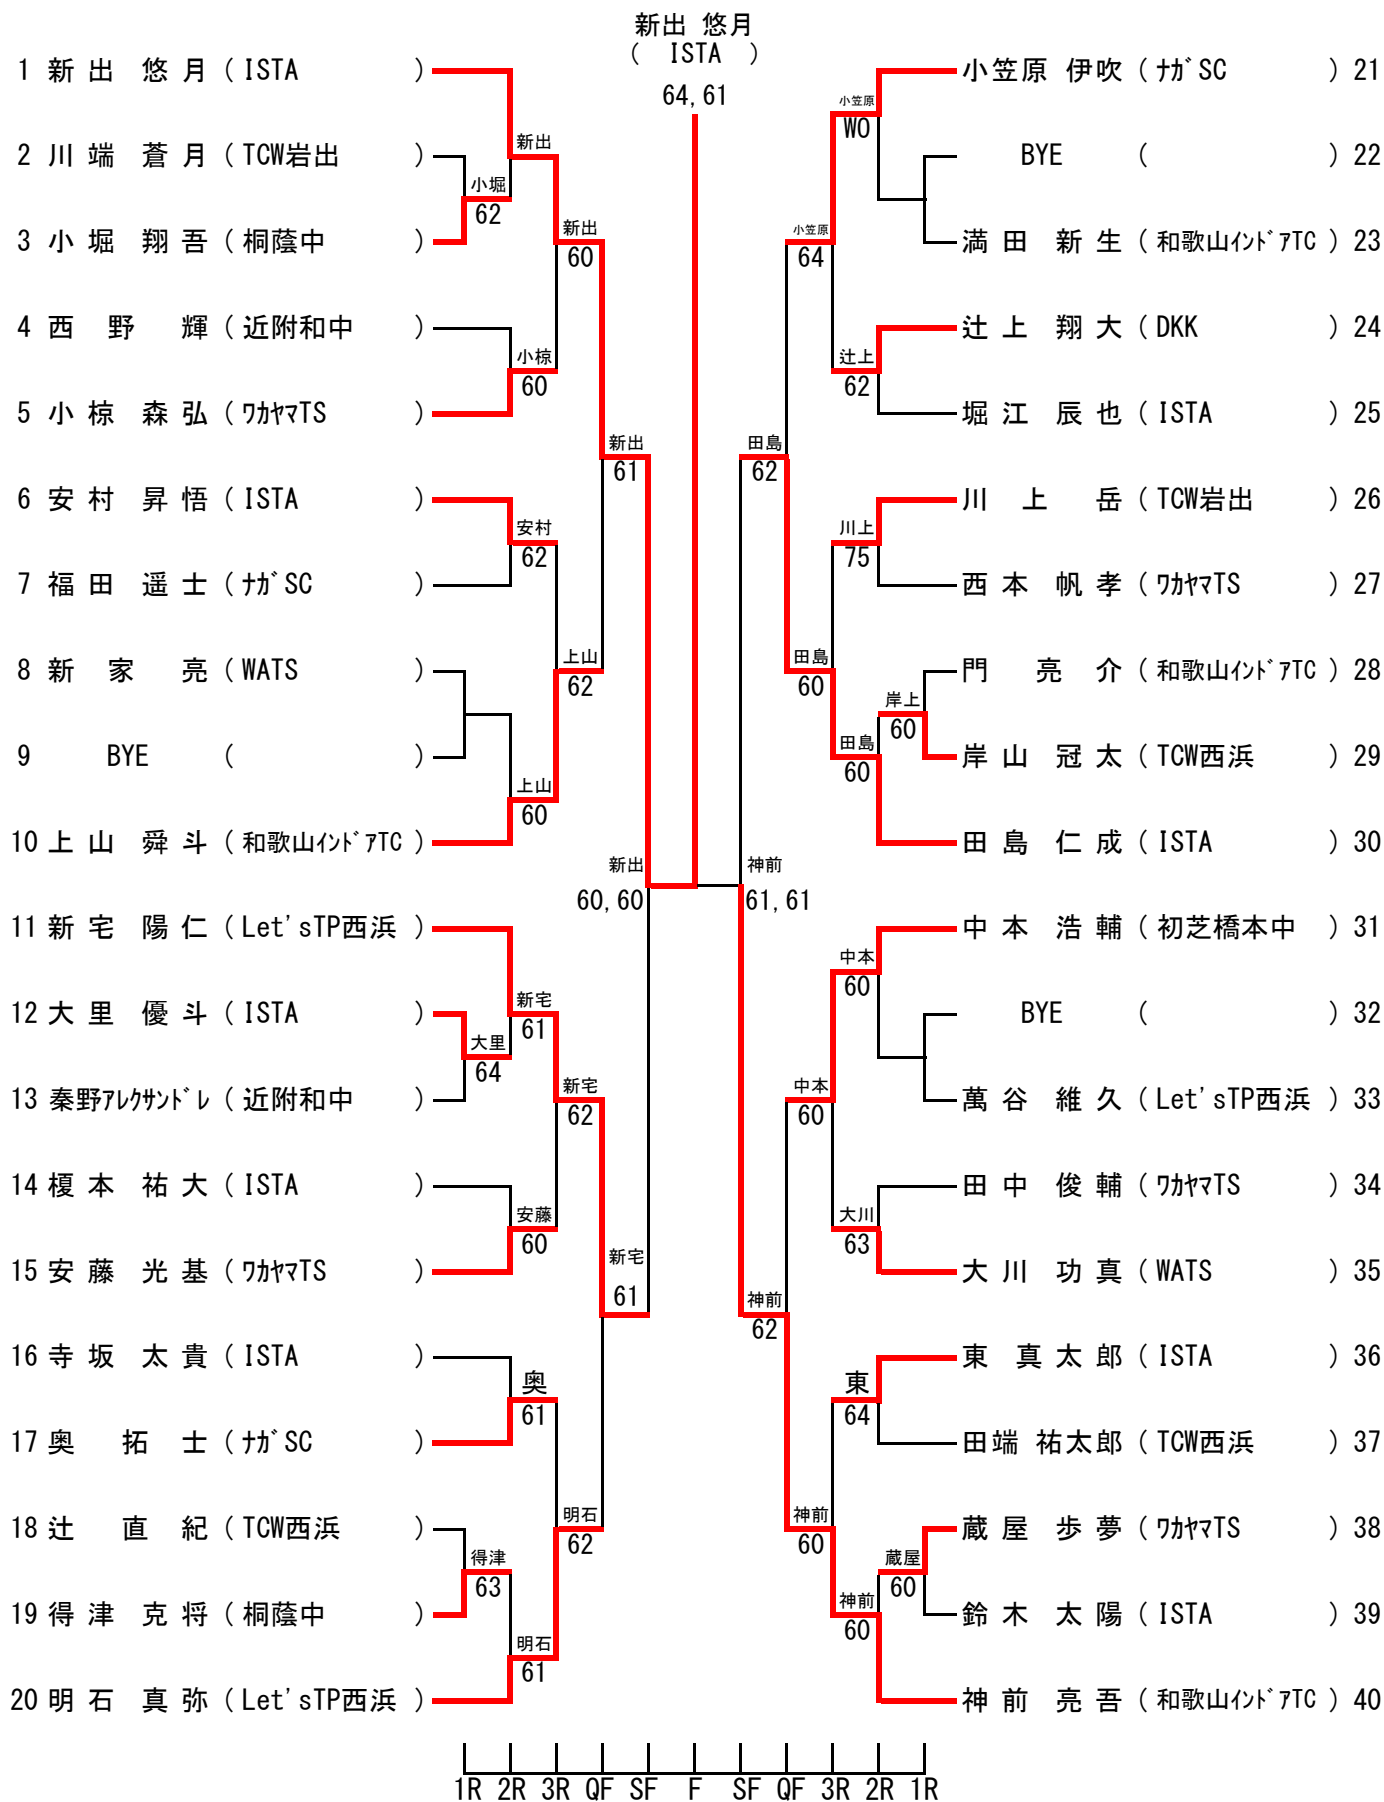 新出 悠月
( ISTA )
64,61
1 新出 悠月 ( ISTA )
2 川端 蒼月 ( TCW岩出 )
3 小堀 翔吾 ( 桐蔭中 )
4 西野 輝 ( 近附和中 )
5 小椋 森弘 ( ﾜｶﾔﾏTS )
6 安村 昇悟 ( ISTA )
7 福田 遥士 ( ﾅｶﾞSC )
8 新家 亮 ( WATS )
9 BYE ( )
10 上山 舜斗 ( 和歌山ｲﾝﾄﾞｱTC )
11 新宅 陽仁 ( Let'sTP西浜 )
12 大里 優斗 ( ISTA )
13 秦野ｱﾚｸｻﾝﾄﾞﾚ ( 近附和中 )
14 榎本 祐大 ( ISTA )
15 安藤 光基 ( ﾜｶﾔﾏTS )
16 寺坂 太貴 ( ISTA )
17 奥 拓士 ( ﾅｶﾞSC )
18 辻 直紀 ( TCW西浜 )
19 得津 克将 ( 桐蔭中 )
20 明石 真弥 ( Let'sTP西浜 )
小堀
62
大里
64
得津
63
新出
小椋
60
安村
62
上山
60
新宅
61
安藤
60
奥
61
明石
61
新出
60
上山
62
新宅
62
明石
62
新出
61
新宅
61
新出
60,60
神前
61,61
田島
62
神前
62
小笠原
64
田島
60
中本
60
神前
60
小笠原
WO
辻上
62
川上
75
田島
60
中本
60
大川
63
東
64
神前
60
岸上
60
蔵屋
60
小笠原 伊吹 ( ﾅｶﾞSC ) 21
BYE ( ) 22
満田 新生 ( 和歌山ｲﾝﾄﾞｱTC ) 23
辻上 翔大 ( DKK ) 24
堀江 辰也 ( ISTA ) 25
川上 岳 ( TCW岩出 ) 26
西本 帆孝 ( ﾜｶﾔﾏTS ) 27
門 亮介 ( 和歌山ｲﾝﾄﾞｱTC ) 28
岸山 冠太 ( TCW西浜 ) 29
田島 仁成 ( ISTA ) 30
中本 浩輔 ( 初芝橋本中 ) 31
BYE ( ) 32
萬谷 維久 ( Let'sTP西浜 ) 33
田中 俊輔 ( ﾜｶﾔﾏTS ) 34
大川 功真 ( WATS ) 35
東 真太郎 ( ISTA ) 36
田端 祐太郎 ( TCW西浜 ) 37
蔵屋 歩夢 ( ﾜｶﾔﾏTS ) 38
鈴木 太陽 ( ISTA ) 39
神前 亮吾 ( 和歌山ｲﾝﾄﾞｱTC ) 40
1R 2R 3R QF SF F SF QF 3R 2R 1R